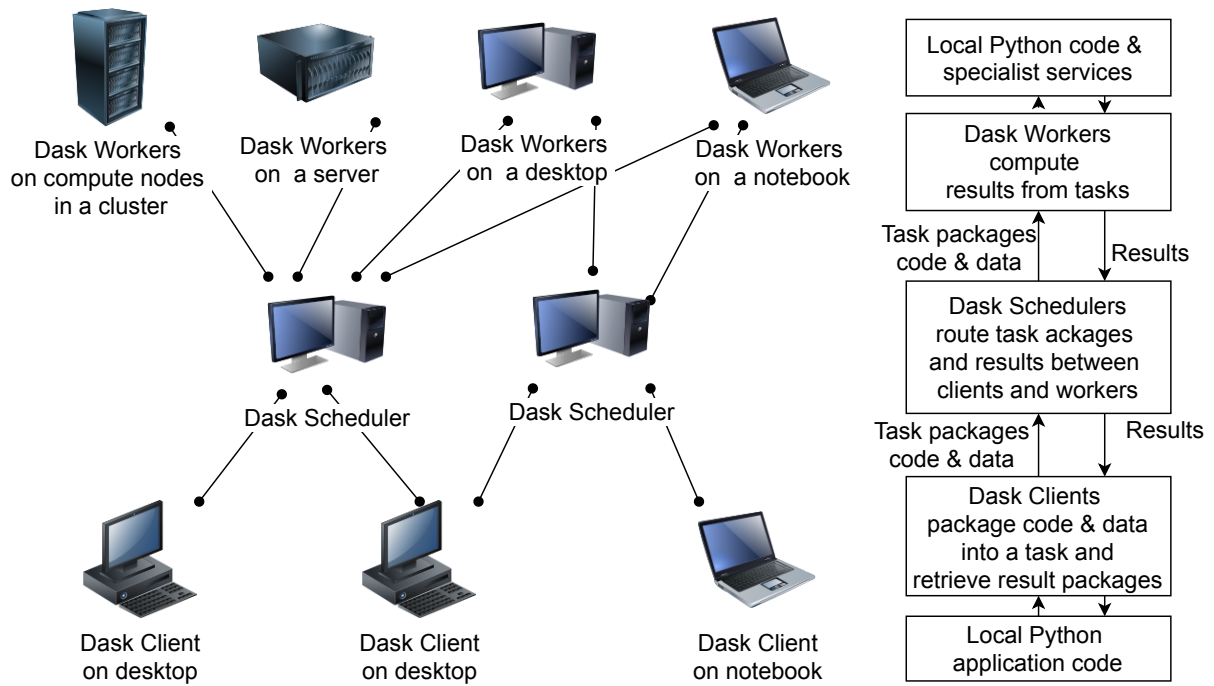 Dask Workers
on compute nodes
in a cluster
Dask Workers
on a server
Dask Workers
on a desktop
Dask Workers
on a notebook
Dask Scheduler
Dask Scheduler
Dask Client
on desktop
Dask Client
on desktop
Dask Client
on notebook
Local Python code &
specialist services
Dask Workers
compute
results from tasks
Task packages
code & data
Results
Dask Schedulers
route task ackages
and results between
clients and workers
Task packages
code & data
Results
Dask Clients
package code & data
into a task and
retrieve result packages
Local Python
application code